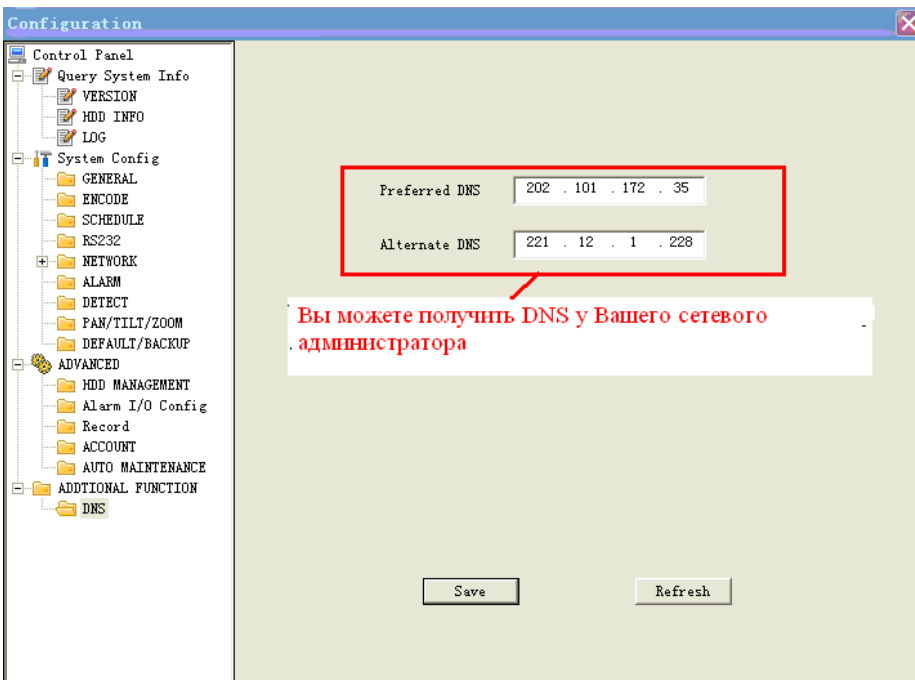 Configuration
Control Panel
Query System Info
VERSION
HDD INFO
LOG
System Config
GENERAL
ENCODE
SCHEDULE
RS232
NETWORK
ALARM
DETECT
PAN/TILT/ZOOM
DEFAULT/BACKUP
ADVANCED
HDD MANAGEMENT
Alarm I/O Config
Record
ACCOUNT
AUTO MAINTENANCE
ADDTIONAL FUNCTION
DNS
Preferred DNS 202 . 101 . 172 . 35
Alternate DNS 221 . 12 . 1 . 228
Вы можете получить DNS у Вашего сетевого
администратора
Save Refresh